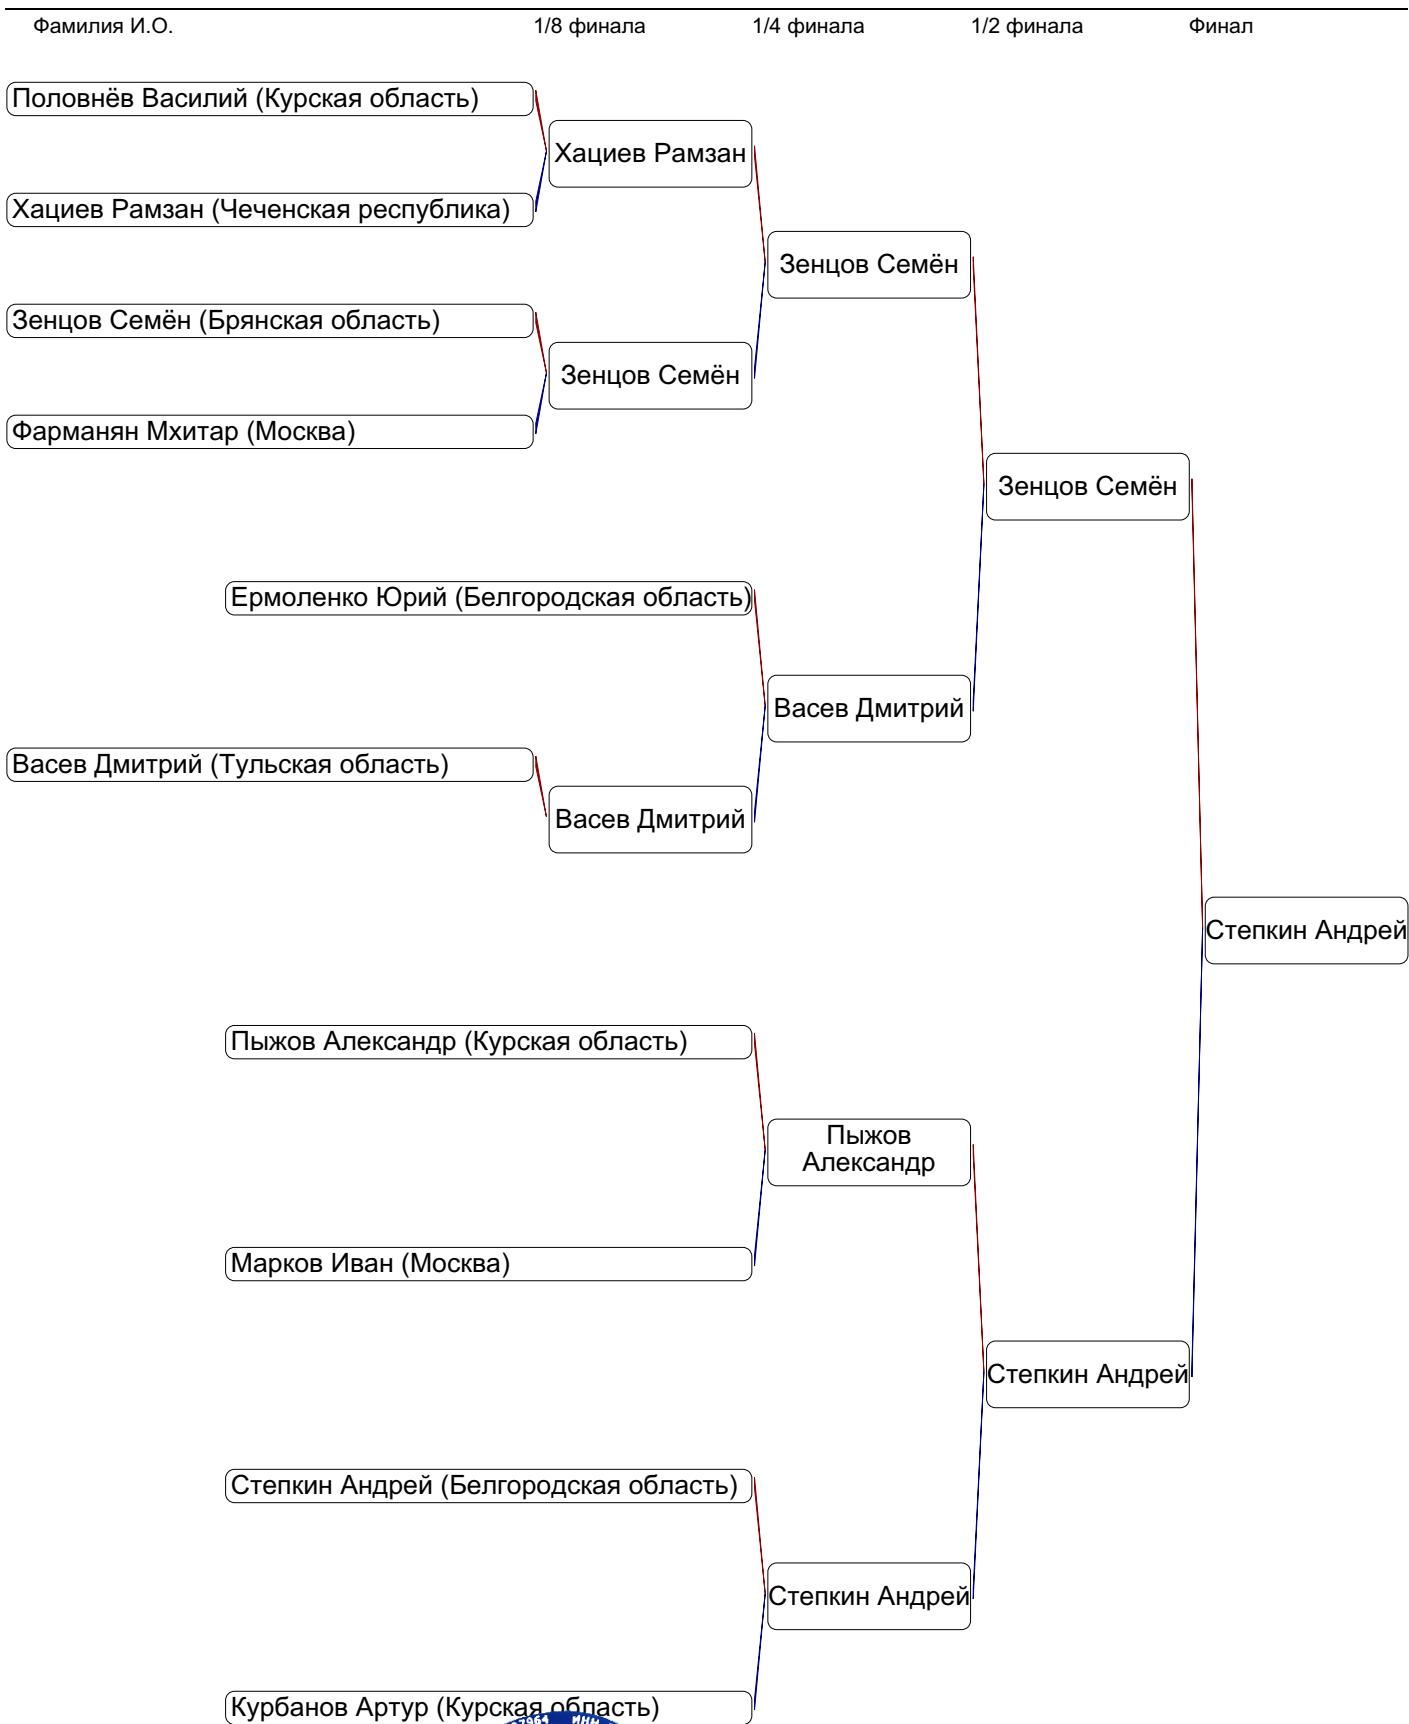 Фамилия И.О. 1/8 финала 1/4 финала 1/2 финала Финал
Половнёв Василий (Курская область)
Хациев Рамзан
Хациев Рамзан (Чеченская республика)
Зенцов Семён
Зенцов Семён (Брянская область)
Зенцов Семён
Фарманян Мхитар (Москва)
Зенцов Семён
Ермоленко Юрий (Белгородская область)
Васев Дмитрий
Васев Дмитрий (Тульская область)
Васев Дмитрий
Степкин Андрей
Пыжов Александр (Курская область)
Пыжов
Александр
Марков Иван (Москва)
Степкин Андрей
Степкин Андрей (Белгородская область)
Степкин Андрей
Курбанов Артур (Курская область)
ИНН